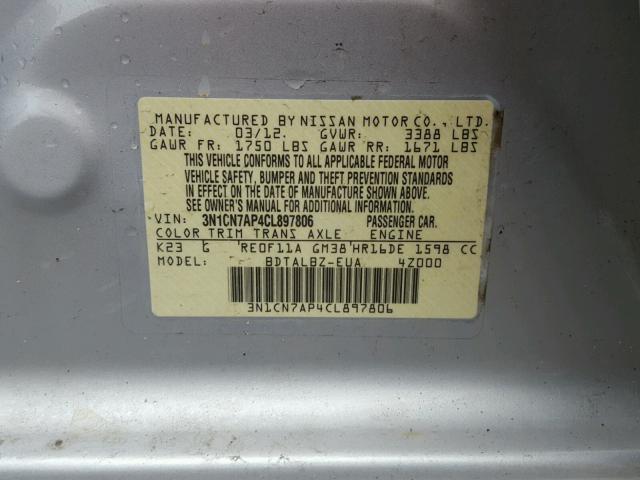 MANUFACTURED BY NISSAN MOTOR CO., LTD.
DATE: 03/12. GVWR: 3388 LBS
GAWR FR: 1750 LBS GAWR RR: 1671 LBS
THIS VEHICLE CONFORMS TO ALL APPLICABLE FEDERAL MOTOR
VEHICLE SAFETY, BUMPER AND THEFT PREVENTION STANDARDS
IN EFFECT ON THE DATE OF MANUFACTURE SHOWN ABOVE.
SEE OWNER'S MANUAL FOR ADDITIONAL INFORMATION
VIN: 3N1CN7AP4CL897806 PASSENGER CAR.
COLOR TRIM TRANS AXLE ENGINE
K23 G RE0F11A GM38 HR16DE 1598 CC
MODEL: BDTALBZ-EUA 4Z000
3N1CN7AP4CL897806